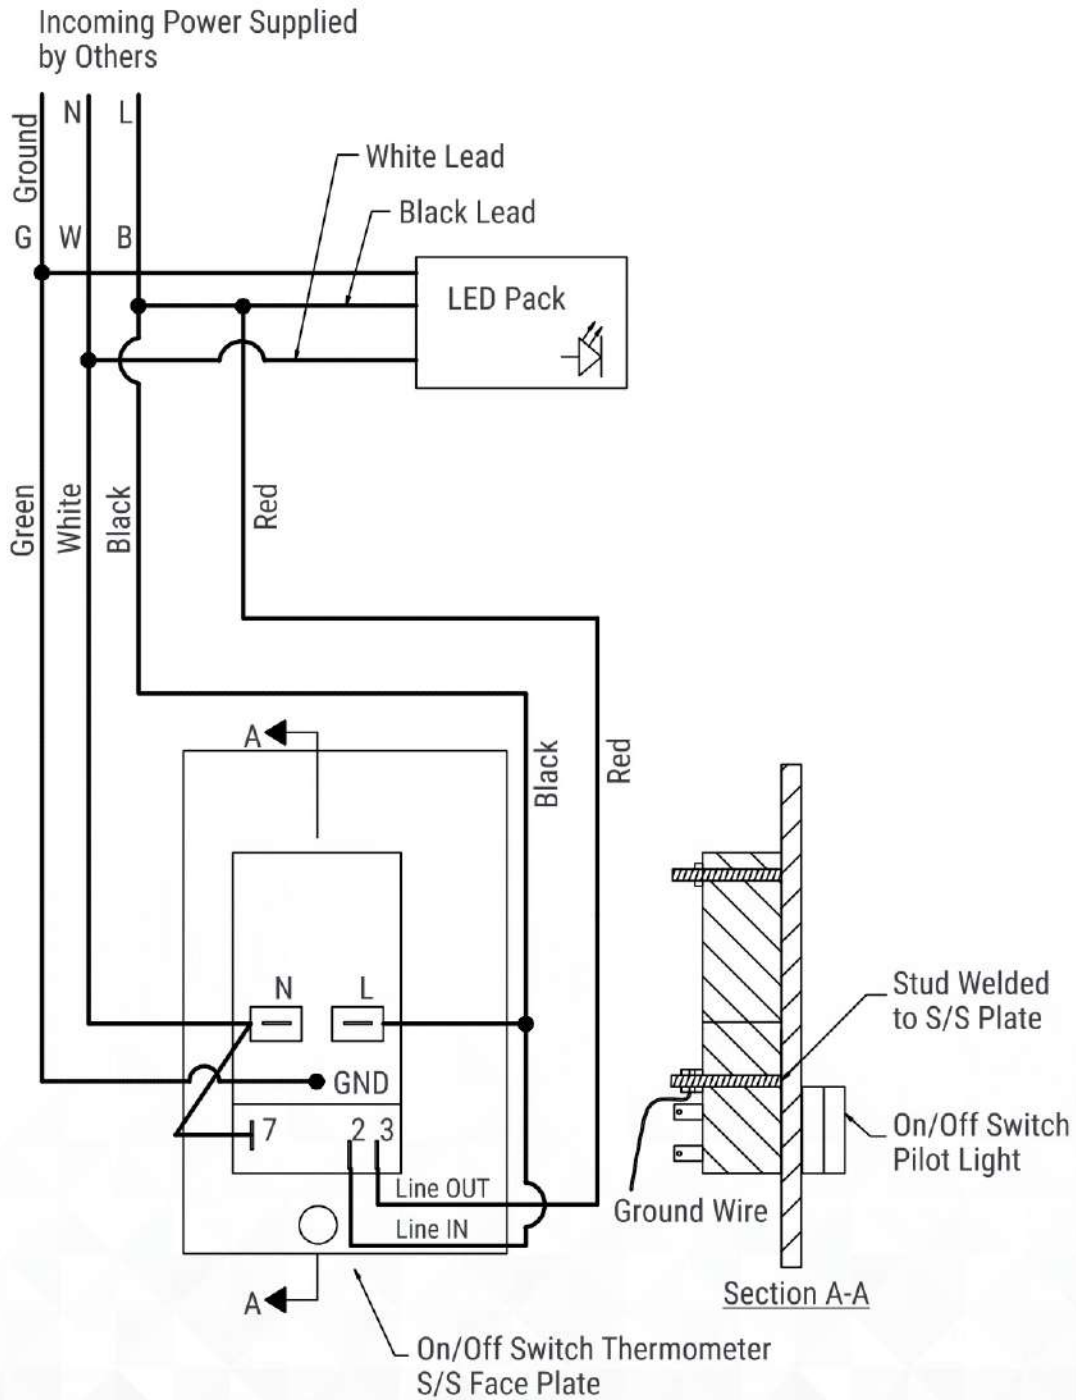 Incoming Power Supplied
by Others
Ground
N
L
G
W
B
White Lead
Black Lead
LED Pack
Green
White
Black
Red
A
Black
Red
N
L
GND
7
2
3
Line OUT
Line IN
A
On/Off Switch Thermometer
S/S Face Plate
Stud Welded
to S/S Plate
On/Off Switch
Pilot Light
Ground Wire
Section A-A